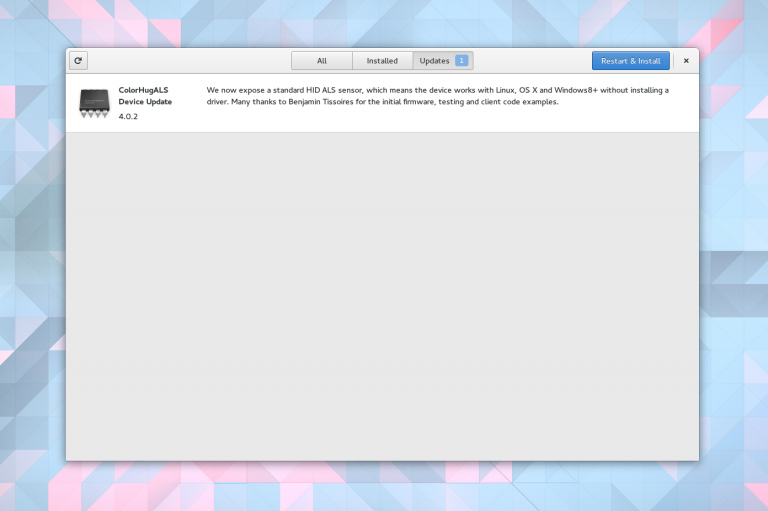 All
Installed
Updates 1
Restart & Install
ColorHugALS
Device Update
4.0.2
We now expose a standard HID ALS sensor, which means the device works with Linux, OS X and Windows8+ without installing a
driver. Many thanks to Benjamin Tissoires for the initial firmware, testing and client code examples.